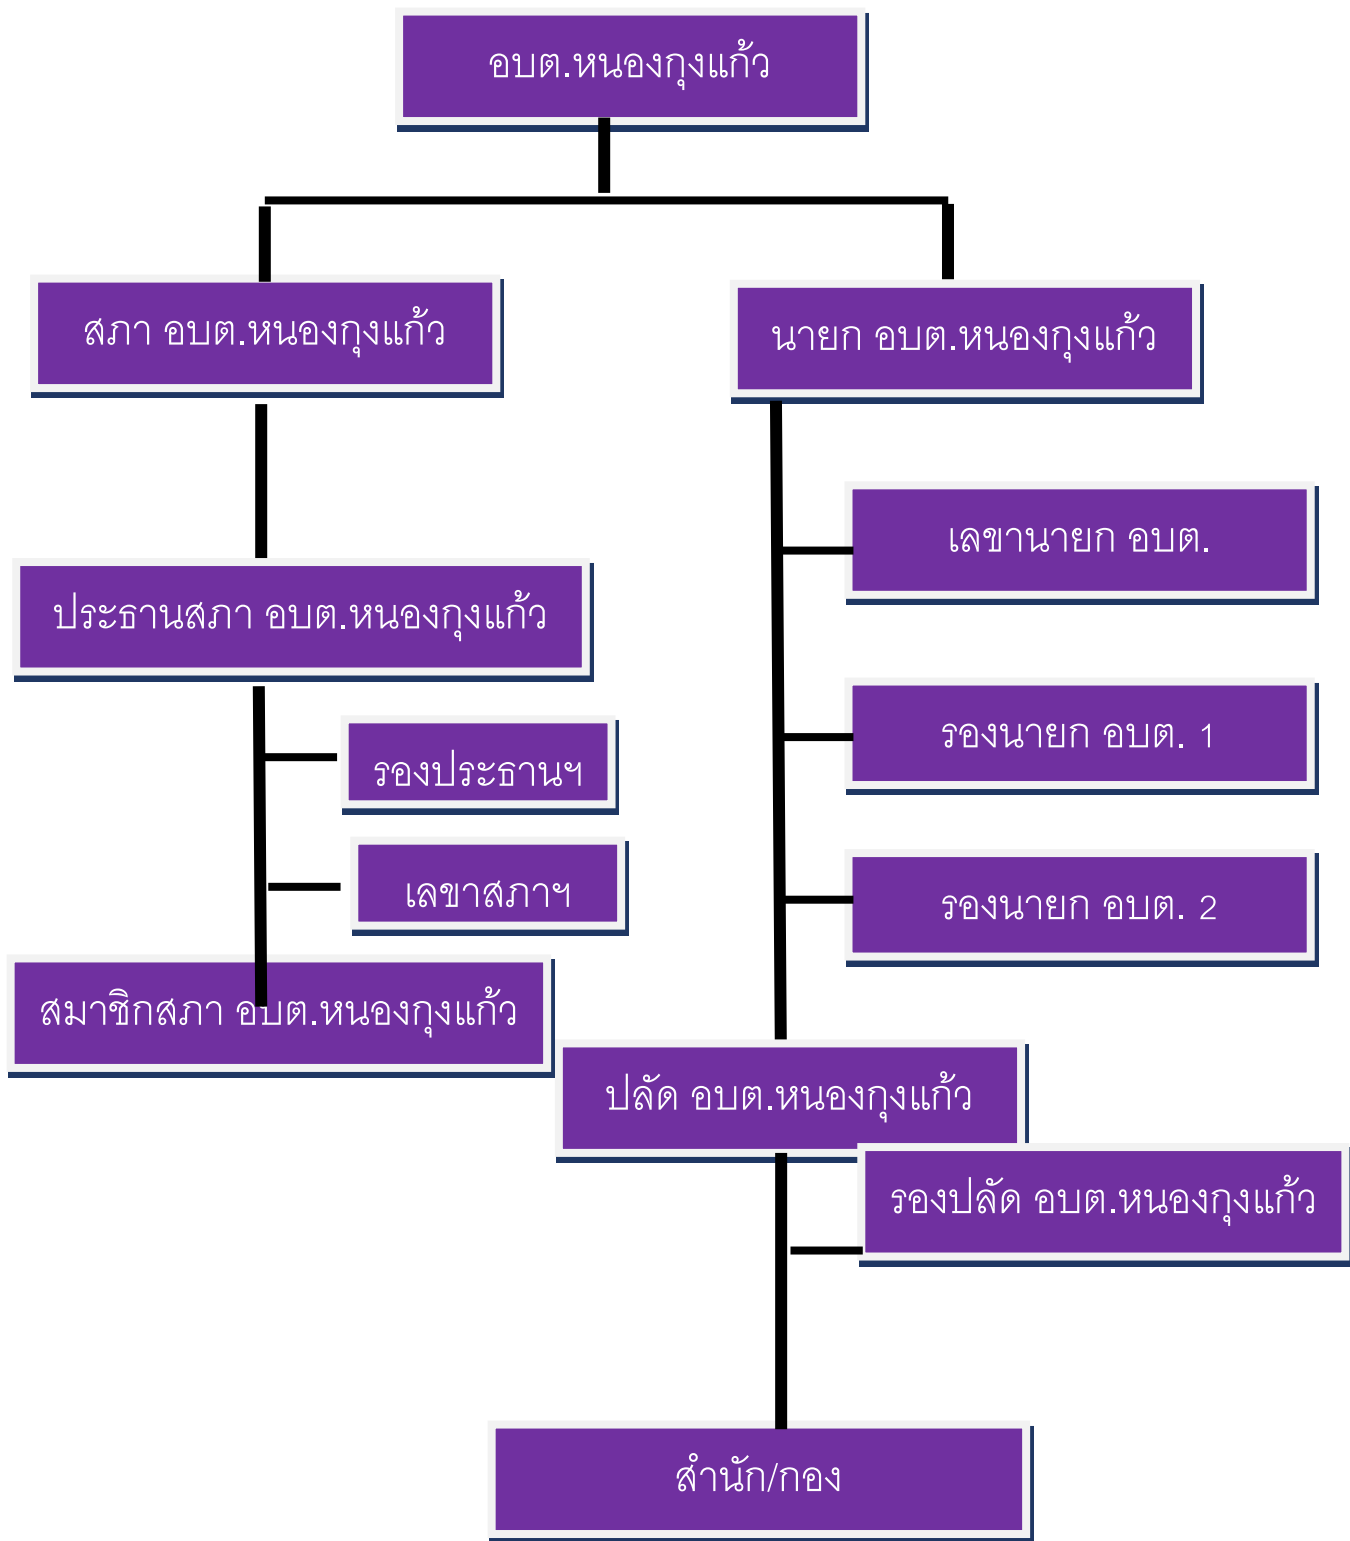 อบต.หนองกุงแก้ว
สภา อบต.หนองกุงแก้ว
นายก อบต.หนองกุงแก้ว
เลขานายก อบต.
ประธานสภา อบต.หนองกุงแก้ว
รองนายก อบต. 1
รองประธานฯ
เลขาสภาฯ
รองนายก อบต. 2
สมาชิกสภา อบต.หนองกุงแก้ว
ปลัด อบต.หนองกุงแก้ว
รองปลัด อบต.หนองกุงแก้ว
สำนัก/กอง